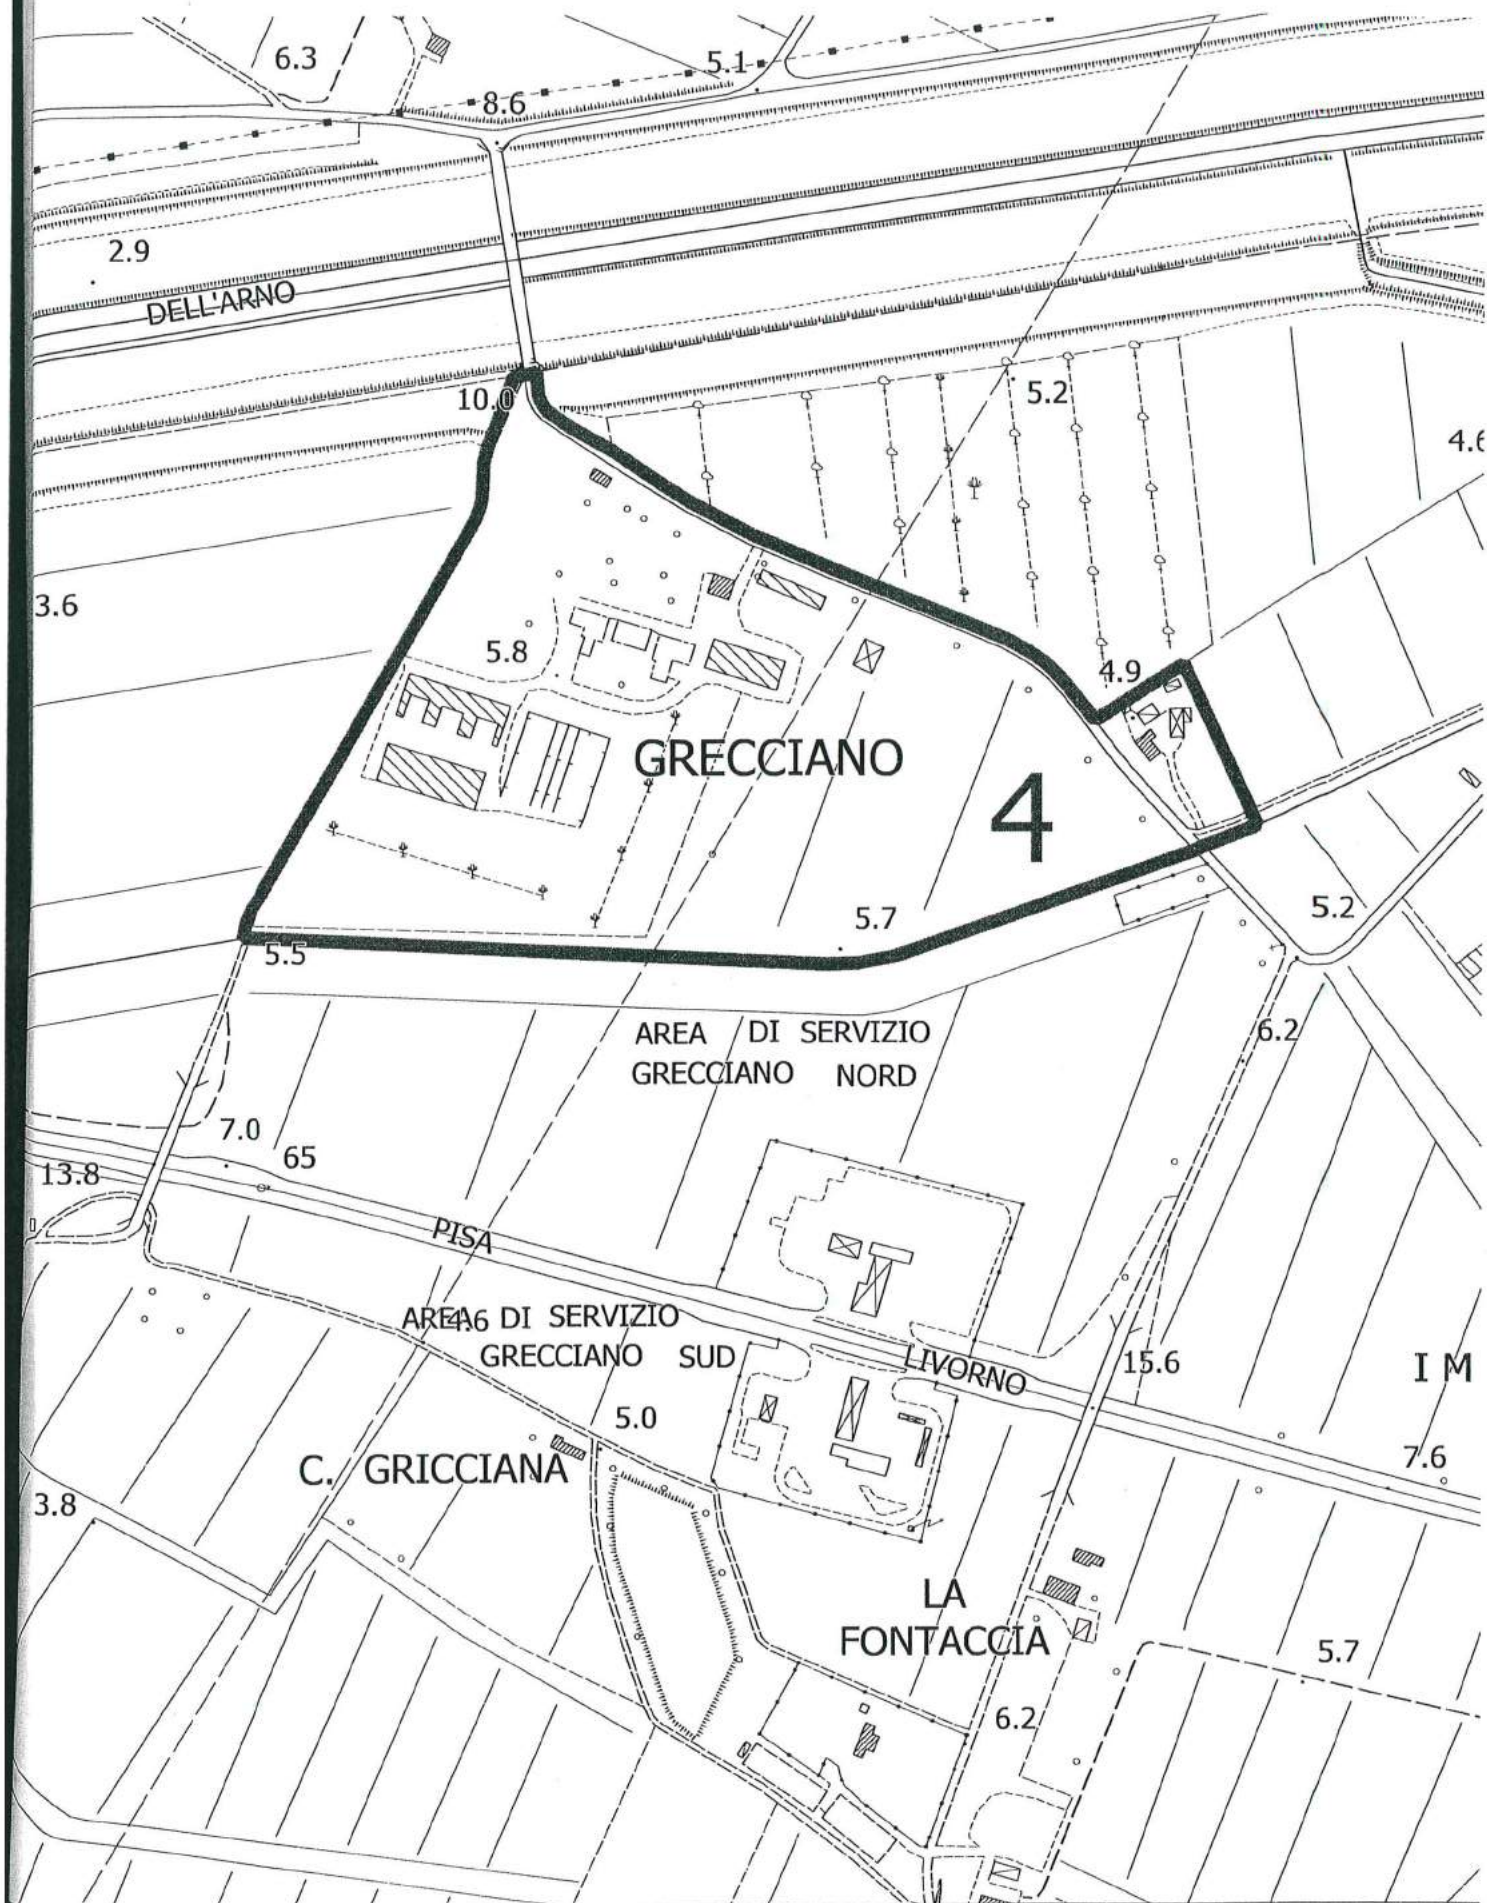 6.3
5.1
8.6
2.9
DELL'ARNO
10.0
5.2
4.6
3.6
5.8
4.9
GRECCIANO
4
5.7
5.2
5.5
AREA DI SERVIZIO
GRECCIANO NORD
6.2
7.0
65
13.8
PISA
AREA DI SERVIZIO
4.6
GRECCIANO SUD
LIVORNO
15.6
I M
5.0
7.6
C. GRICCIANA
3.8
LA
FONTACCIA
5.7
6.2